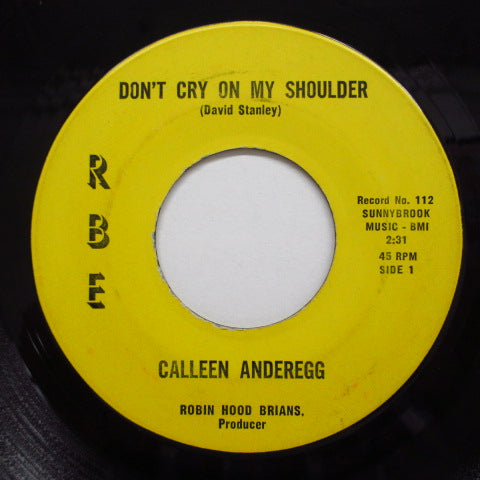 DON'T CRY ON MY SHOULDER
(David Stanley)
R
B
E
Record No. 112
SUNNYBROOK
MUSIC - BMI
2:31
45 RPM
SIDE 1
CALLEEN ANDEREGG
ROBIN HOOD BRIANS.
Producer